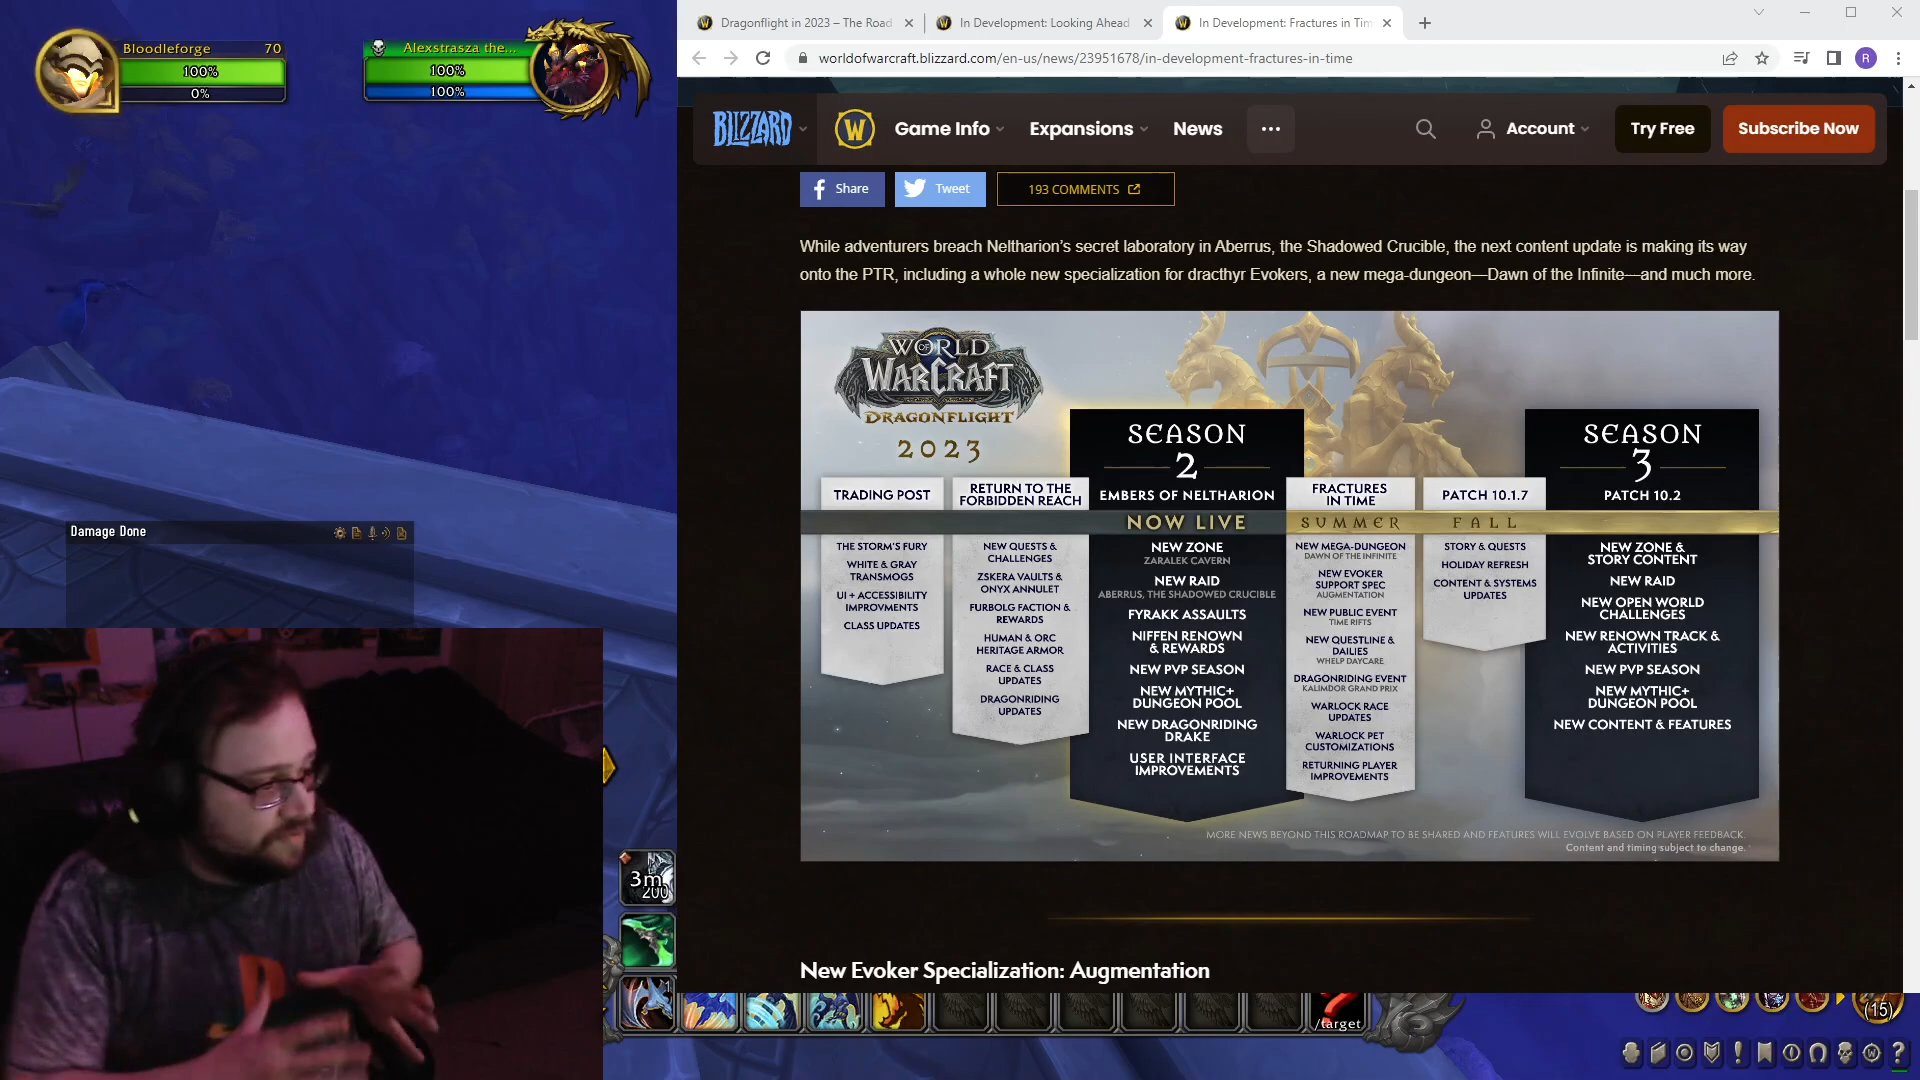 Bloodleforge 70
100%
0%
Alexstrasza the...
100%
100%
Dragonflight in 2023 – The Road
In Development: Looking Ahead
In Development: Fractures in Tim
worldofwarcraft.blizzard.com/en-us/news/23951678/in-development-fractures-in-time
R
BLIZZARD
W
Game Info
Expansions
News
Account
Try Free
Subscribe Now
Share
Tweet
193 COMMENTS
While adventurers breach Neltharion’s secret laboratory in Aberrus, the Shadowed Crucible, the next content update is making its way
onto the PTR, including a whole new specialization for dracthyr Evokers, a new mega-dungeon—Dawn of the Infinite—and much more.
WORLD
OF
WARCRAFT
DRAGONFLIGHT
2023
TRADING POST
THE STORM'S FURY
WHITE & GRAY
TRANSMOGS
UI + ACCESSIBILITY
IMPROVMENTS
CLASS UPDATES
RETURN TO THE
FORBIDDEN REACH
NEW QUESTS &
CHALLENGES
ZSKERA VAULTS &
ONYX ANNULET
FURBOLG FACTION &
REWARDS
HUMAN & ORC
HERITAGE ARMOR
RACE & CLASS
UPDATES
DRAGONRIDING
UPDATES
SEASON
2
EMBERS OF NELTHARION
NOW LIVE
NEW ZONE
ZARALEK CAVERN
NEW RAID
ABERRUS, THE SHADOWED CRUCIBLE
FYRAKK ASSAULTS
NIFFEN RENOWN
& REWARDS
NEW PVP SEASON
NEW MYTHIC+
DUNGEON POOL
NEW DRAGONRIDING
DRAKE
USER INTERFACE
IMPROVEMENTS
FRACTURES
IN TIME
SUMMER
NEW MEGA-DUNGEON
DAWN OF THE INFINITE
NEW EVOKER
SUPPORT SPEC
AUGMENTATION
NEW PUBLIC EVENT
TIME RIFTS
NEW QUESTLINE &
DAILIES
WHELP DAYCARE
DRAGONRIDING EVENT
KALIMDOR GRAND PRIX
WARLOCK RACE
UPDATES
WARLOCK PET
CUSTOMIZATIONS
RETURNING PLAYER
IMPROVEMENTS
PATCH 10.1.7
FALL
STORY & QUESTS
HOLIDAY REFRESH
CONTENT & SYSTEMS
UPDATES
SEASON
3
PATCH 10.2
NEW ZONE &
STORY CONTENT
NEW RAID
NEW OPEN WORLD
CHALLENGES
NEW RENOWN TRACK &
ACTIVITIES
NEW PVP SEASON
NEW MYTHIC+
DUNGEON POOL
NEW CONTENT & FEATURES
MORE NEWS BEYOND THIS ROADMAP TO BE SHARED AND FEATURES WILL EVOLVE BASED ON PLAYER FEEDBACK.
Content and timing subject to change.
New Evoker Specialization: Augmentation
Damage Done
3m
200
1
/target
(15)